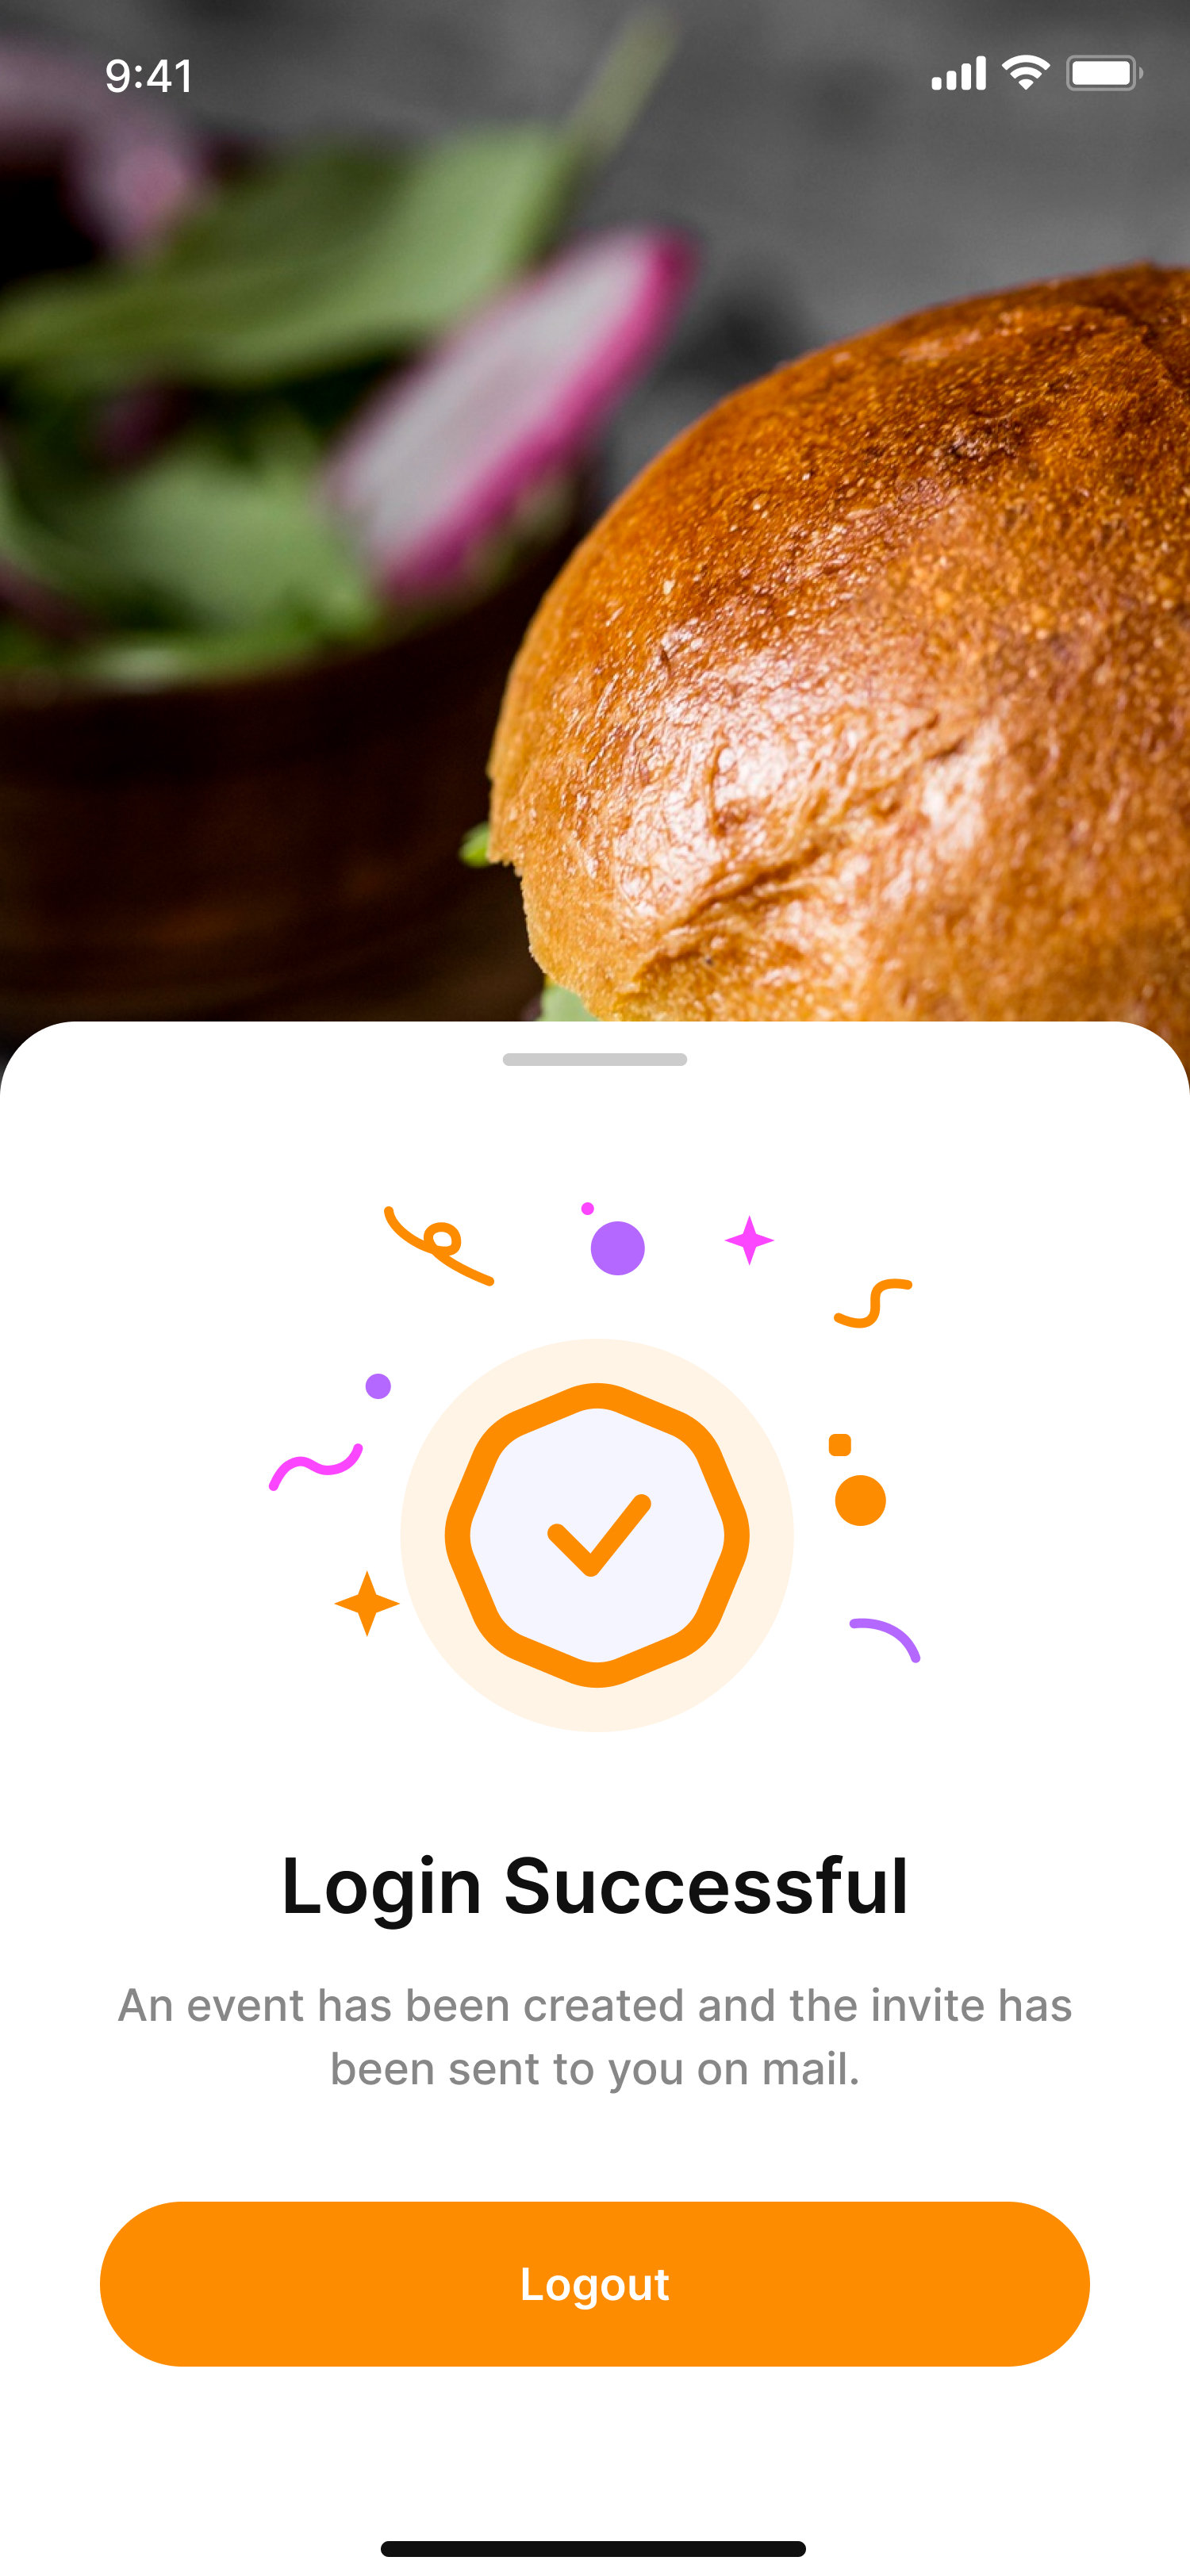 9:41
Login Successful
An event has been created and the invite has
been sent to you on mail.
Logout